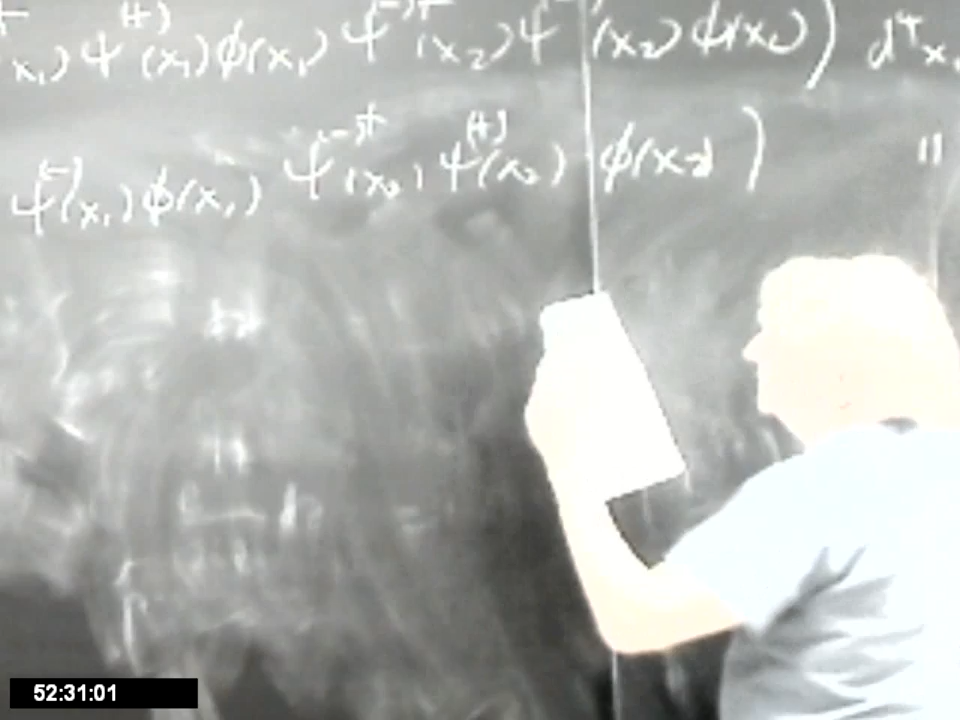 x₁) ψ⁽⁺⁾(x₁) φ(x₁) ψ⁽⁻⁾†(x₂) ψ (x₂) φ(x₂) ) d⁴x
ψ⁽⁻⁾(x₁) φ(x₁) ψ⁽⁻⁾†(x₂) ψ⁽⁺⁾(x₂) φ(x₂) ) "
52:31:01